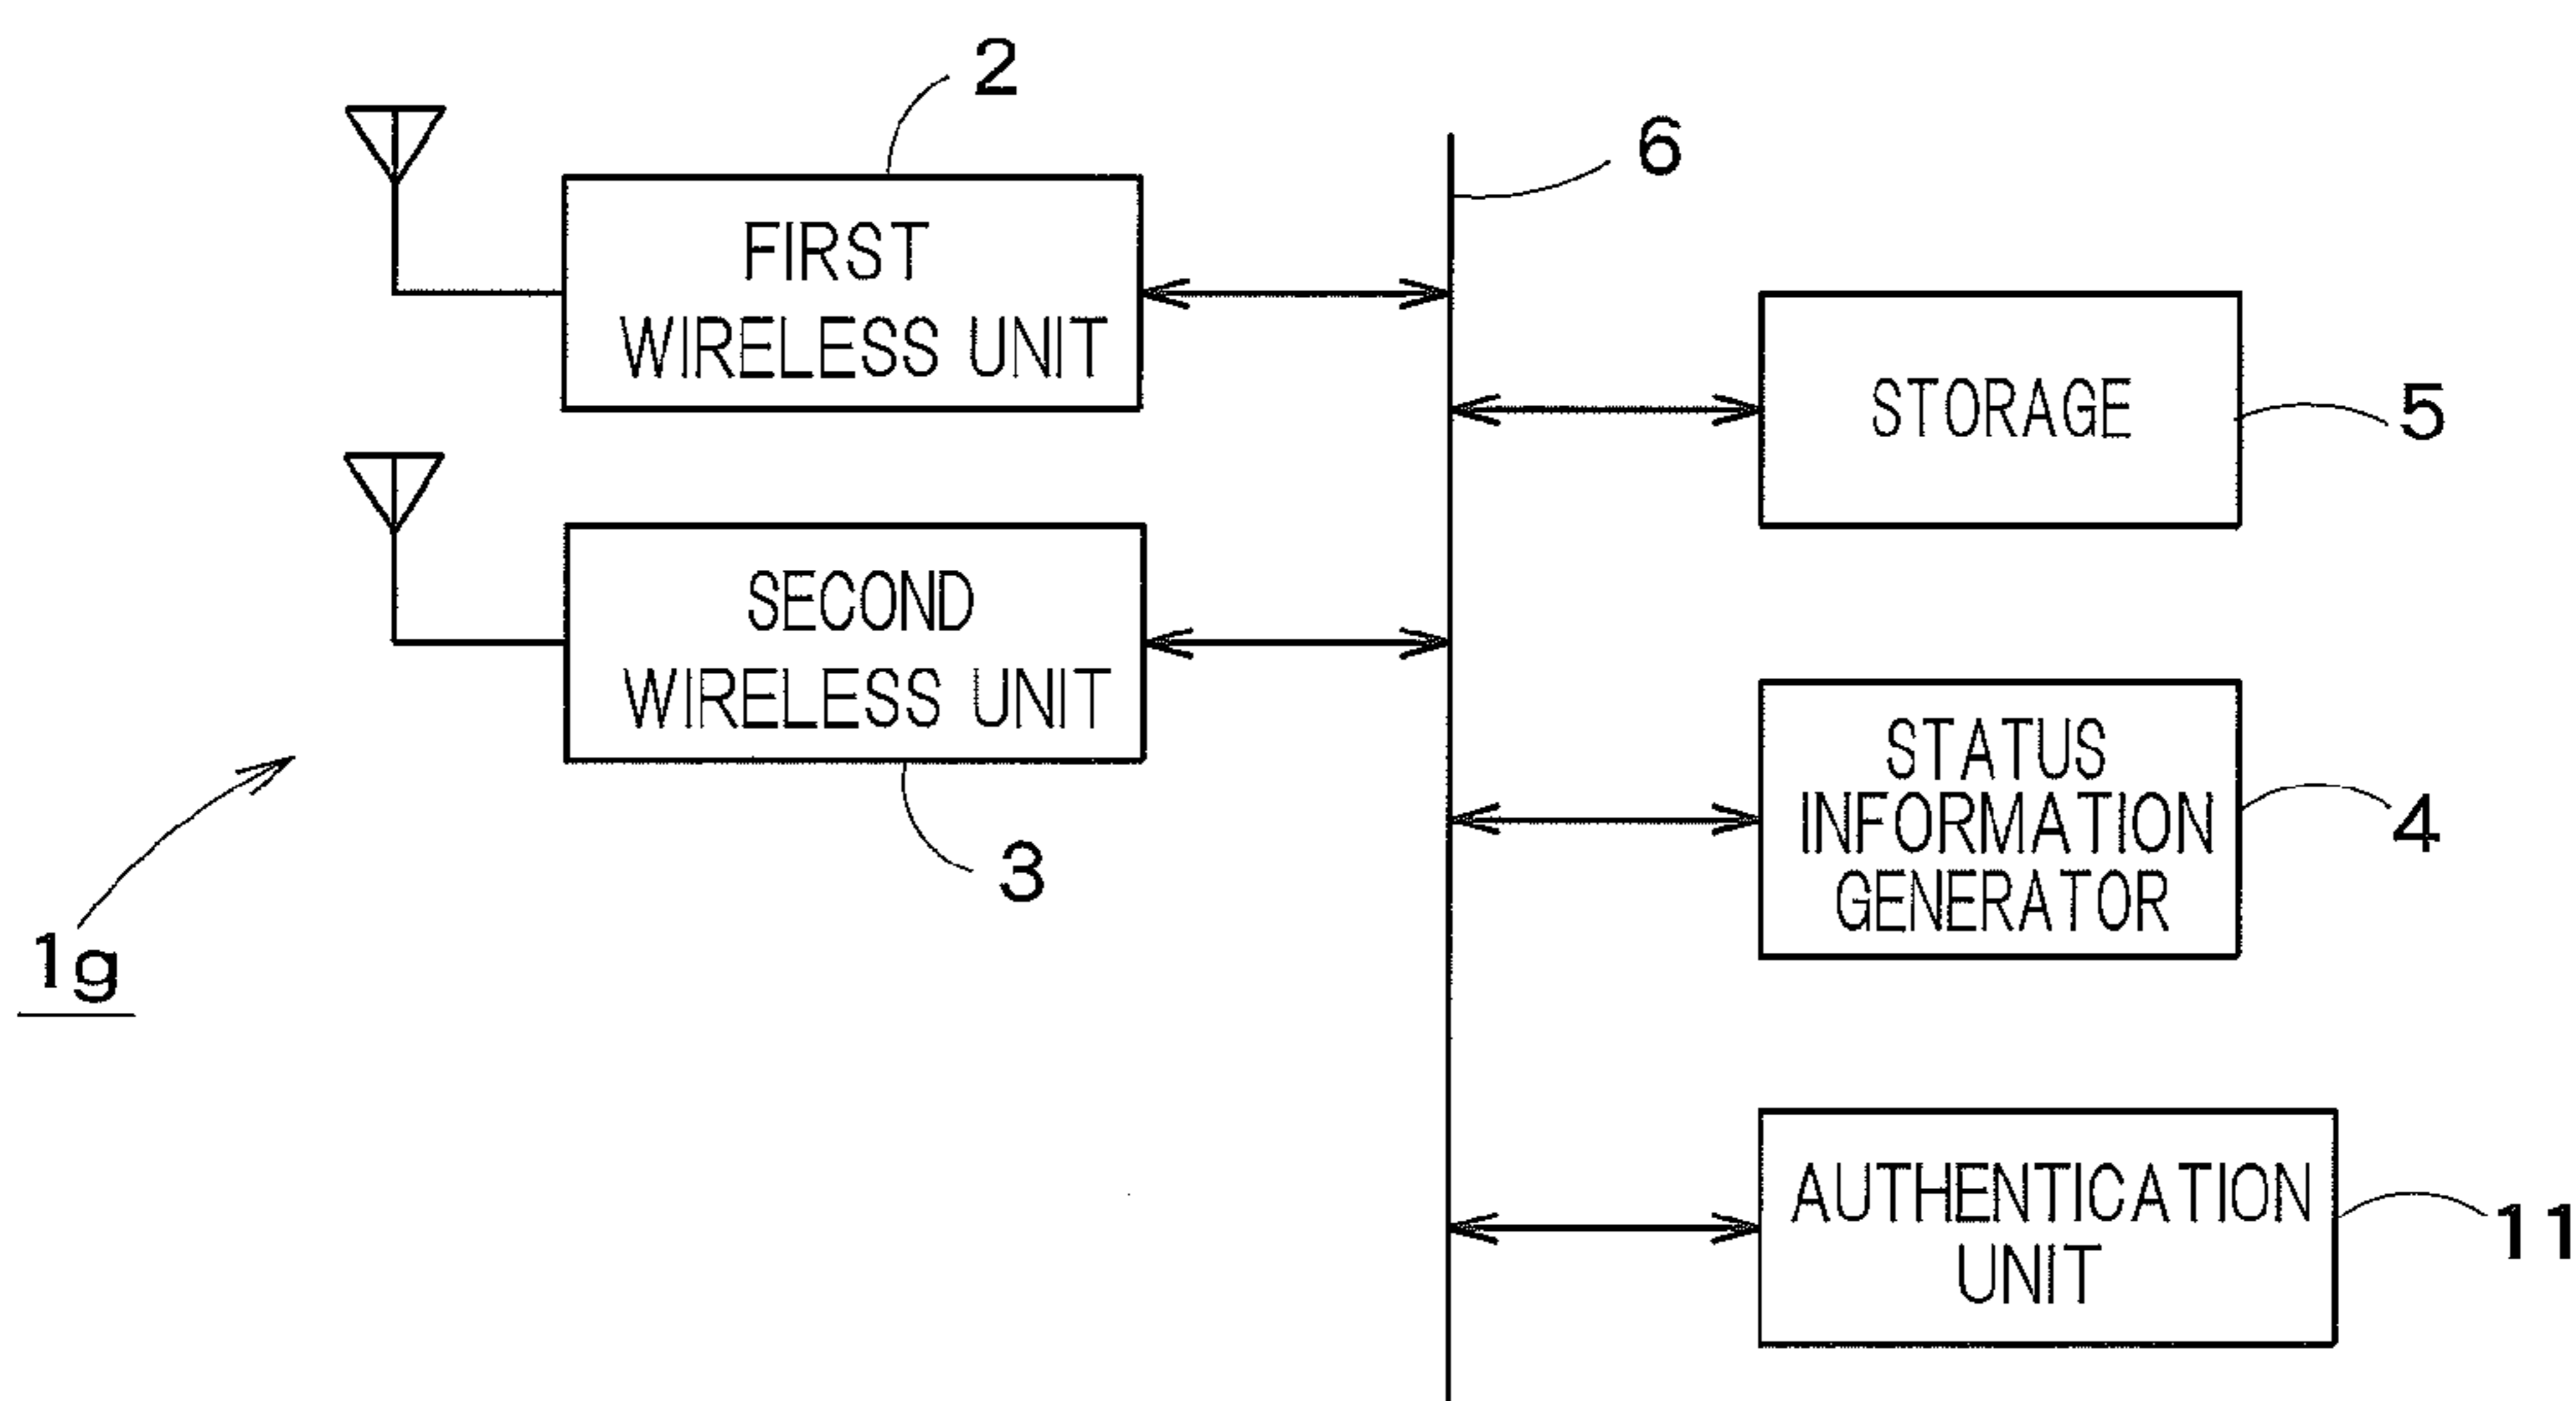 2
6
FIRST
WIRELESS UNIT
STORAGE
5
SECOND
WIRELESS UNIT
3
STATUS
INFORMATION
GENERATOR
4
1g
AUTHENTICATION
UNIT
11